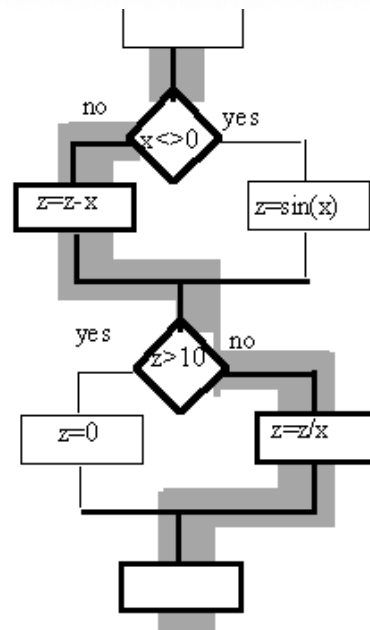 no
yes
x<>0
z=z-x
z=sin(x)
yes
no
z>10
z=0
z=z/x